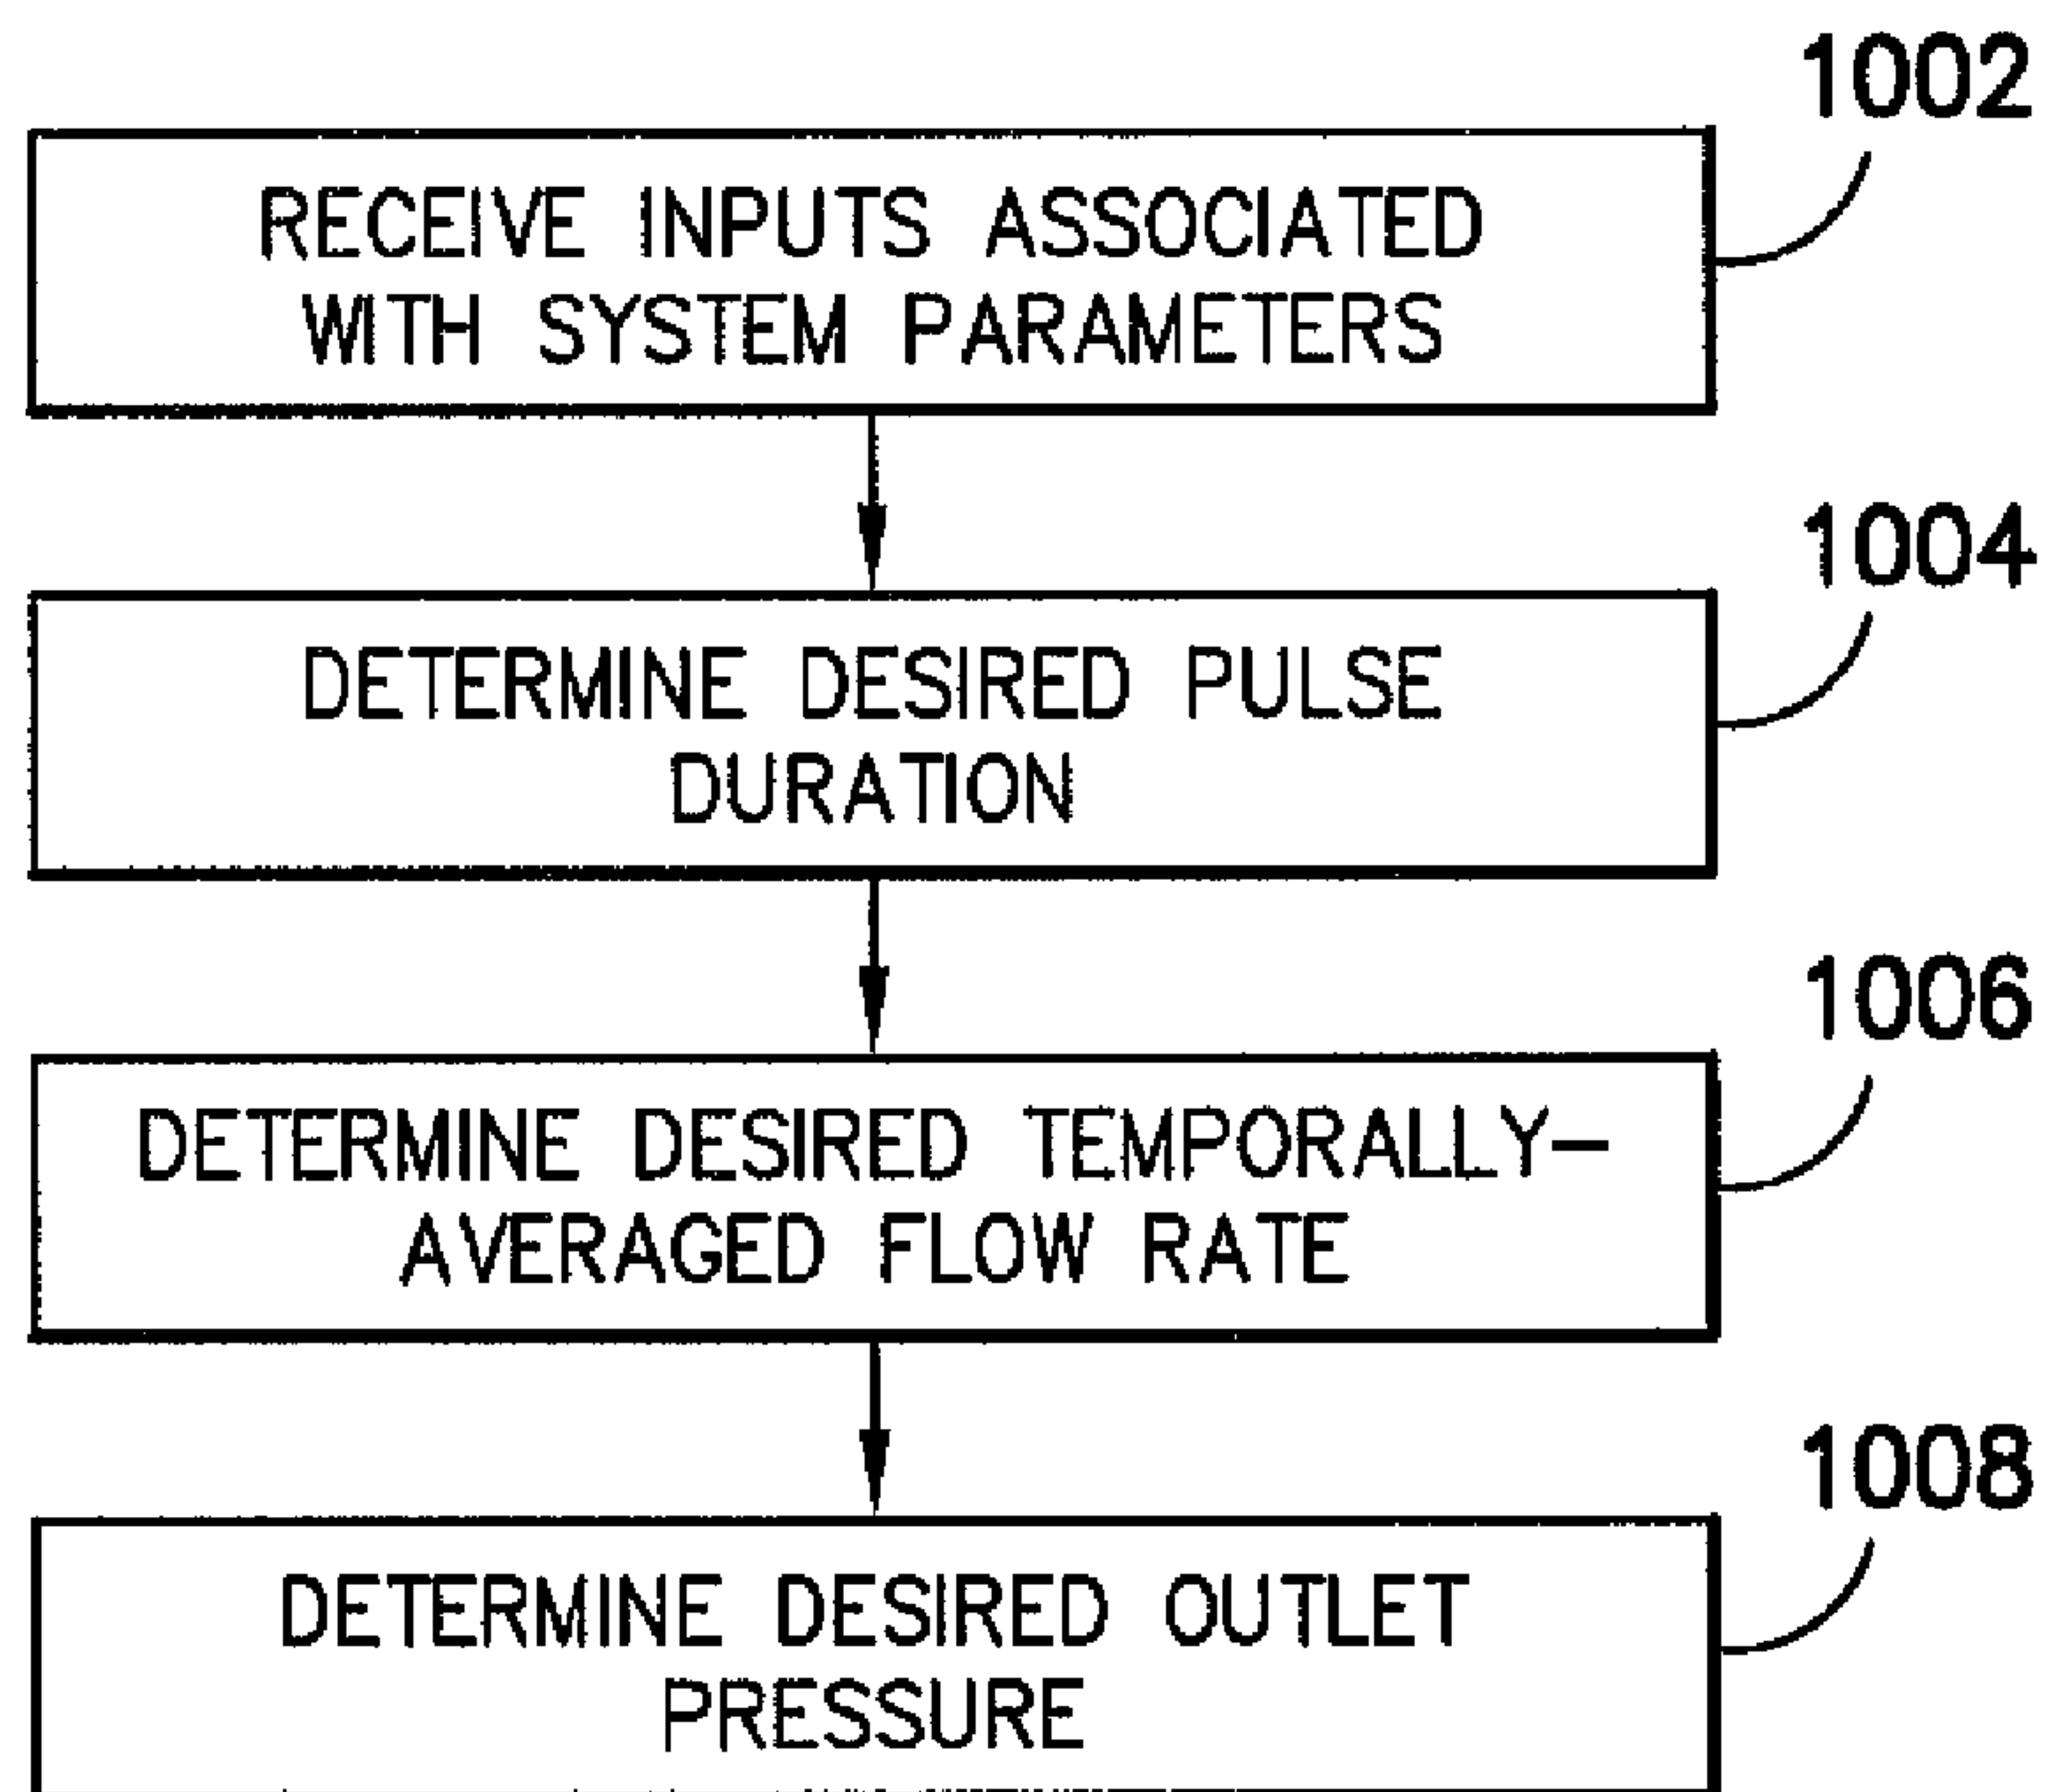 1002
RECEIVE INPUTS ASSOCIATED
WITH SYSTEM PARAMETERS
1004
DETERMINE DESIRED PULSE
DURATION
1006
DETERMINE DESIRED TEMPORALLY-
AVERAGED FLOW RATE
1008
DETERMINE DESIRED OUTLET
PRESSURE